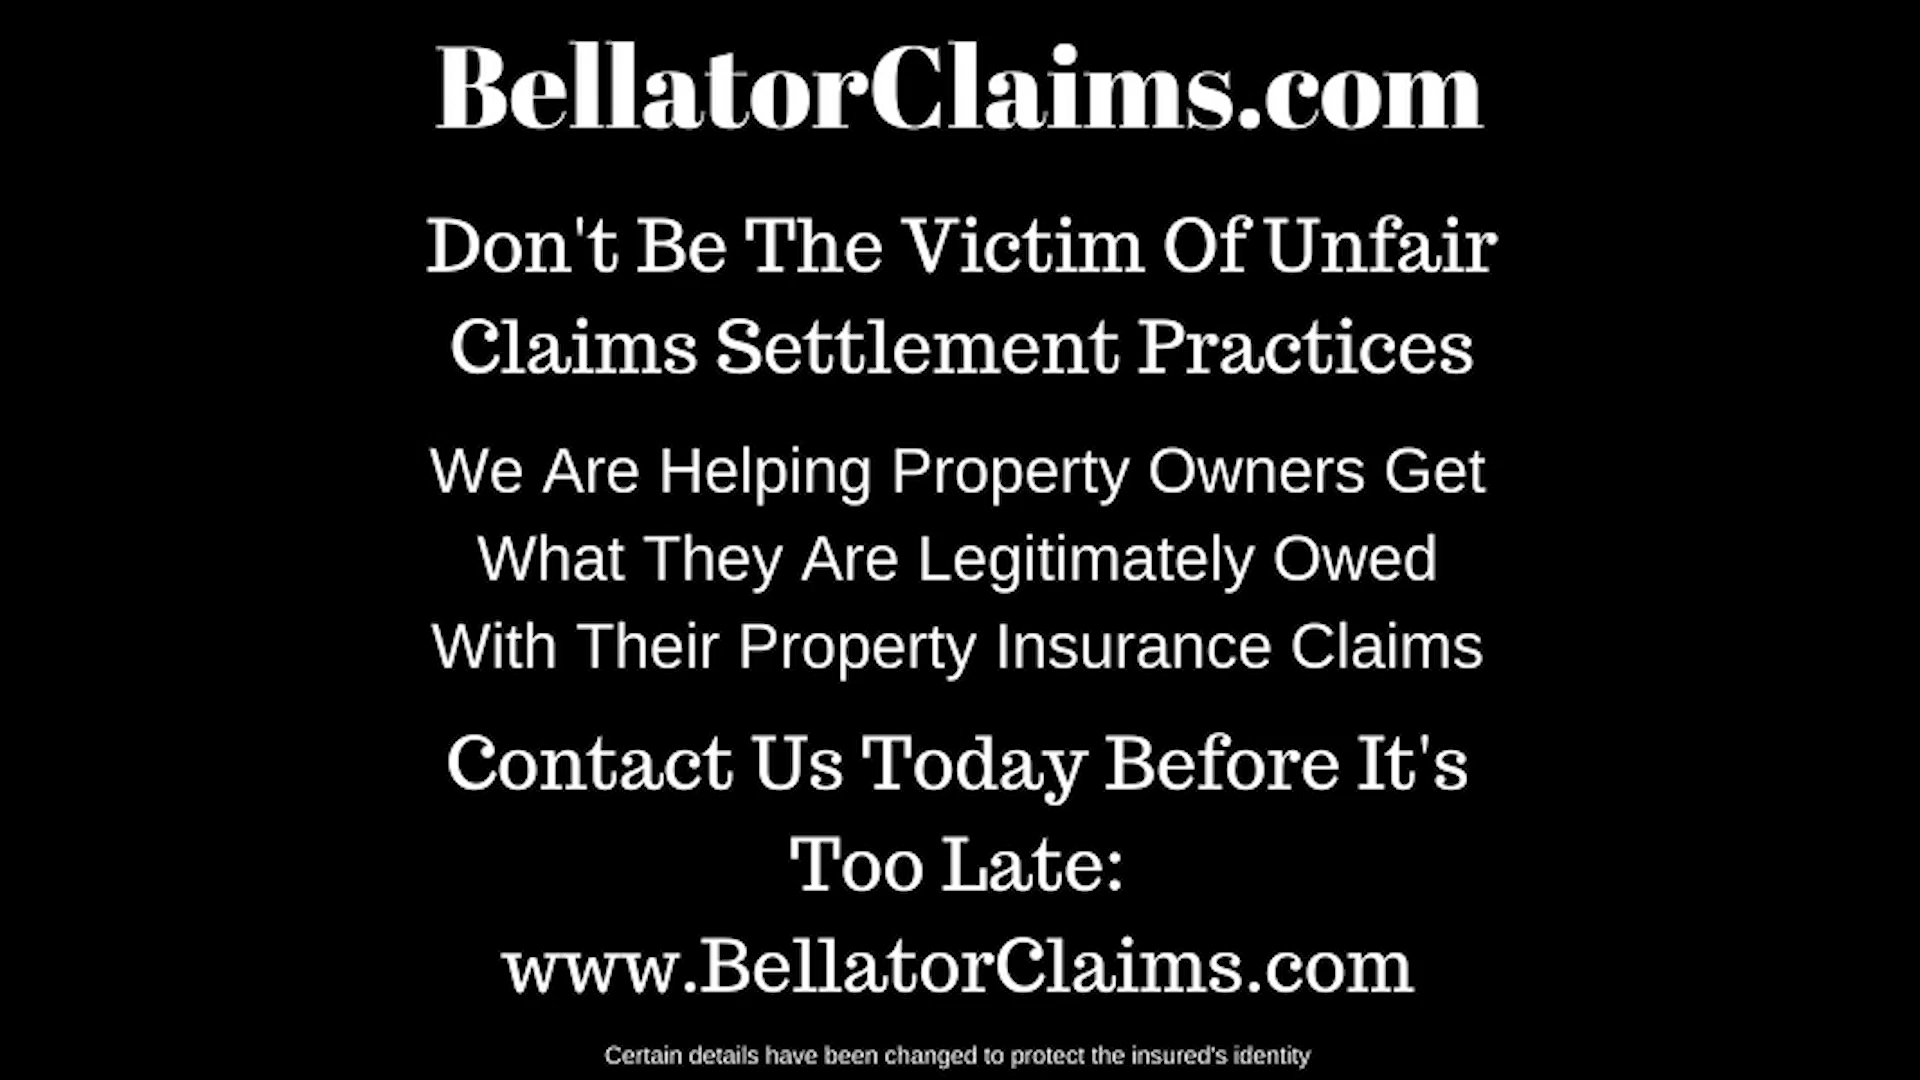 BellatorClaims.com
Don't Be The Victim Of Unfair
Claims Settlement Practices
We Are Helping Property Owners Get
What They Are Legitimately Owed
With Their Property Insurance Claims
Contact Us Today Before It's
Too Late:
www.BellatorClaims.com
Certain details have been changed to protect the insured's identity